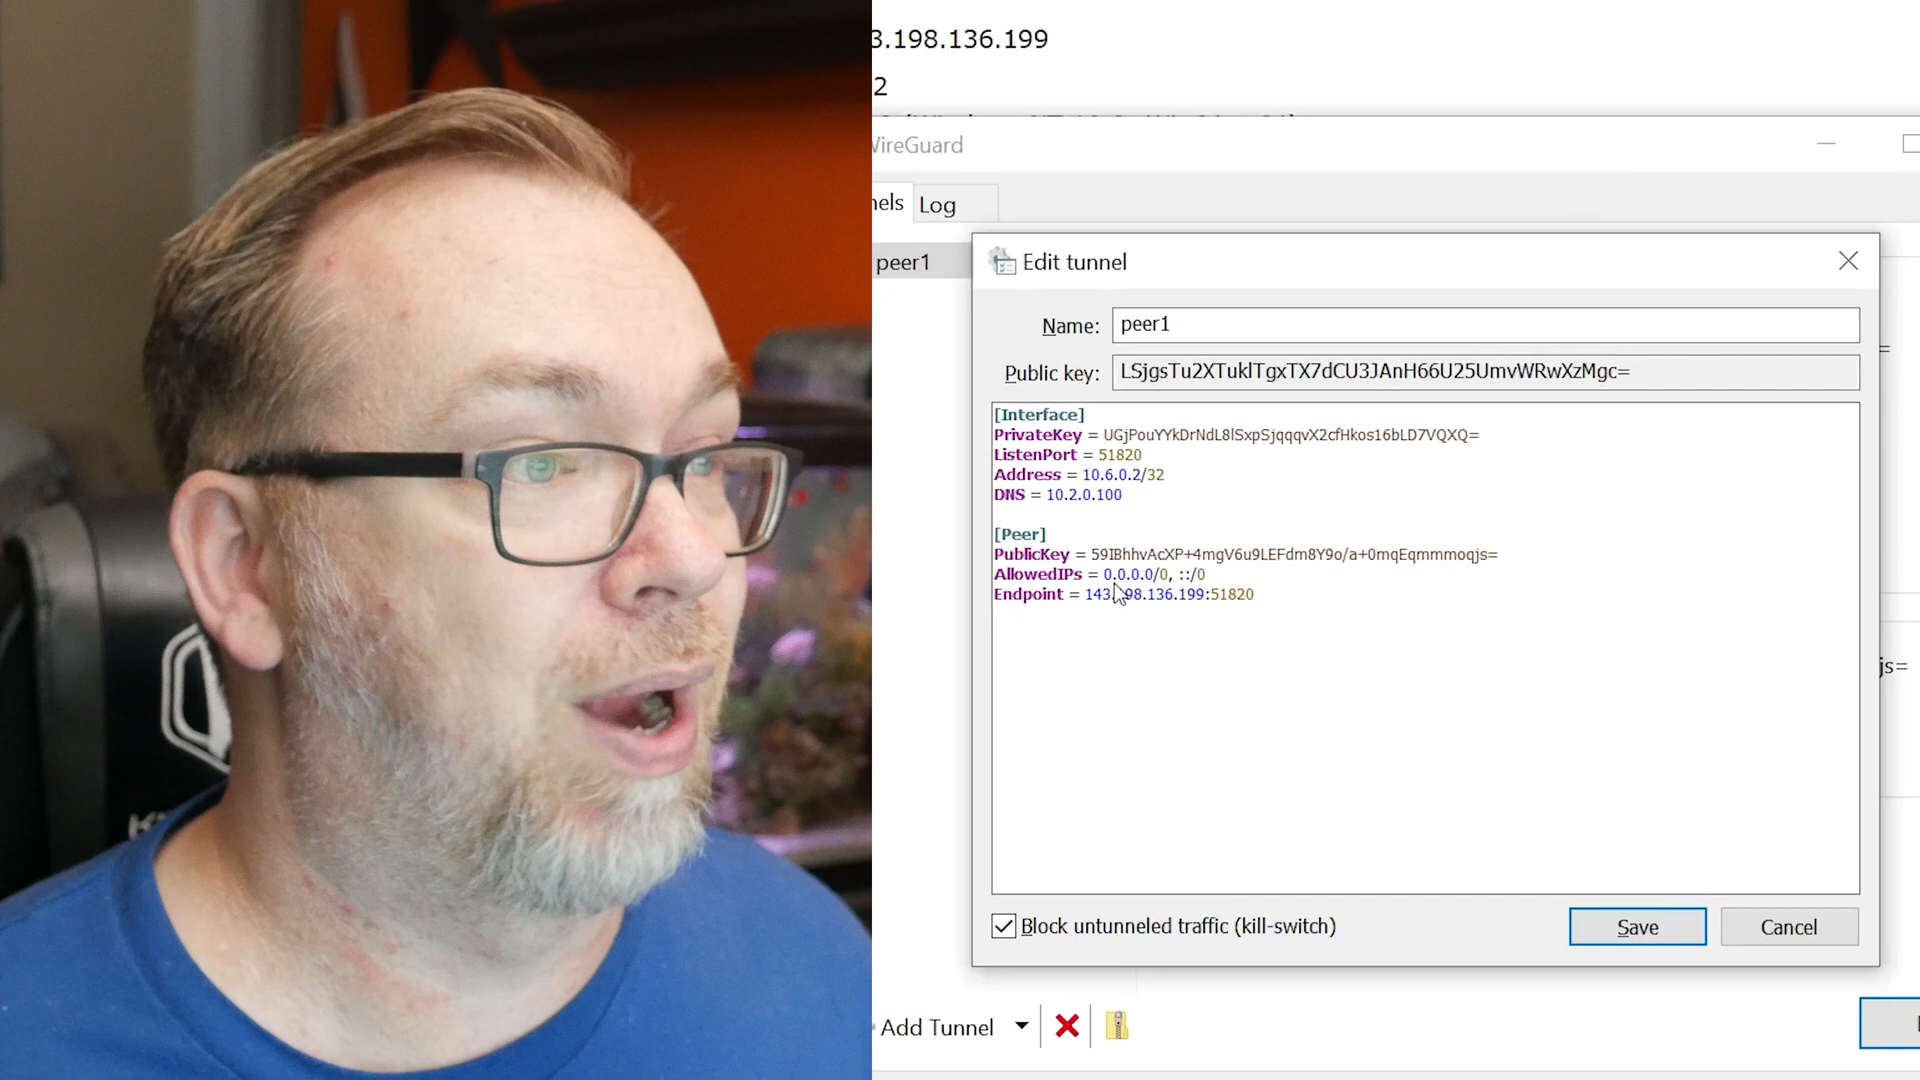 3.198.136.199
2
WireGuard
nels
Log
peer1
Edit tunnel
Name:
peer1
Public key:
LSjgsTu2XTuklTgxTX7dCU3JAnH66U25UmvWRwXzMgc=
[Interface]
PrivateKey = UGjPouYYkDrNdL8lSxpSjqqqvX2cfHkos16bLD7VQXQ=
ListenPort = 51820
Address = 10.6.0.2/32
DNS = 10.2.0.100
[Peer]
PublicKey = 59IBhhvAcXP+4mgV6u9LEFdm8Y9o/a+0mqEqmmmoqjs=
AllowedIPs = 0.0.0.0/0, ::/0
Endpoint = 143.198.136.199:51820
=
js=
Block untunneled traffic (kill-switch)
Save
Cancel
Add Tunnel